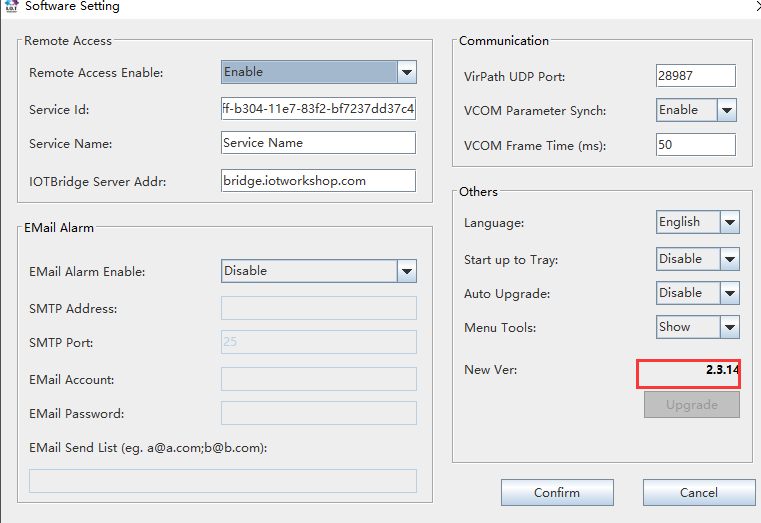 Software Setting
Remote Access
Remote Access Enable: Enable
Service Id: ff-b304-11e7-83f2-bf7237dd37c4
Service Name: Service Name
IOTBridge Server Addr: bridge.iotworkshop.com
EMail Alarm
EMail Alarm Enable: Disable
SMTP Address:
SMTP Port: 25
EMail Account:
EMail Password:
EMail Send List (eg. a@a.com;b@b.com):
Communication
VirPath UDP Port: 28987
VCOM Parameter Synch: Enable
VCOM Frame Time (ms): 50
Others
Language: English
Start up to Tray: Disable
Auto Upgrade: Disable
Menu Tools: Show
New Ver: 2.3.14
Upgrade
Confirm Cancel